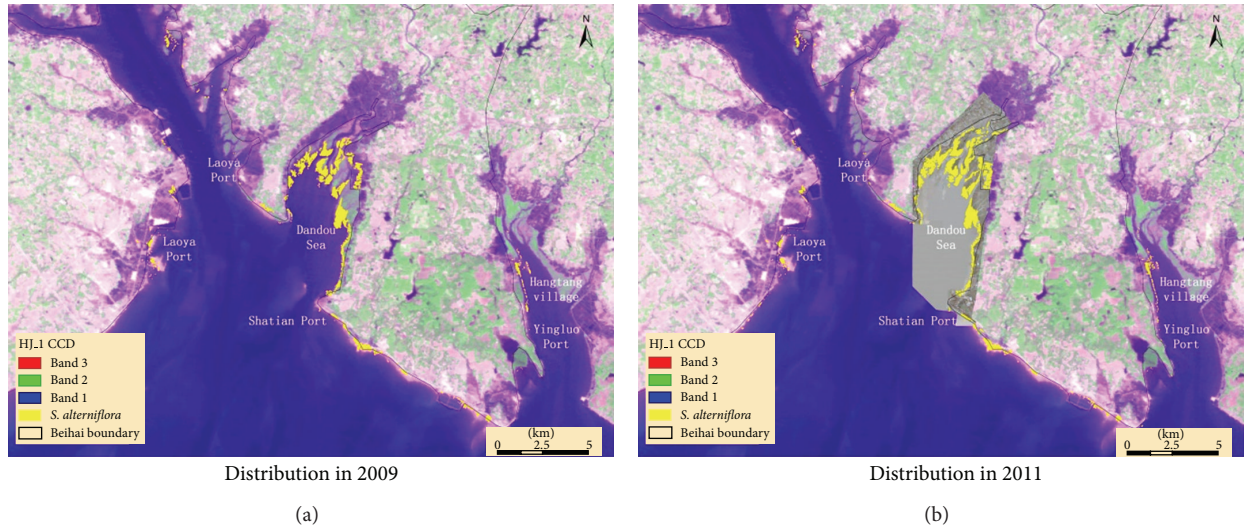 N
Laoya
Port
Dandou
Sea
Laoya
Port
Hangtang
village
Shatian Port
Yingluo
Port
HJ_1 CCD
Band 3
Band 2
Band 1
S. alterniflora
Beihai boundary
(km)
0 2.5 5
Distribution in 2009
(a)
N
Laoya
Port
Dandou
Sea
Laoya
Port
Hangtang
village
Shatian Port
Yingluo
Port
HJ_1 CCD
Band 3
Band 2
Band 1
S. alterniflora
Beihai boundary
(km)
0 2.5 5
Distribution in 2011
(b)